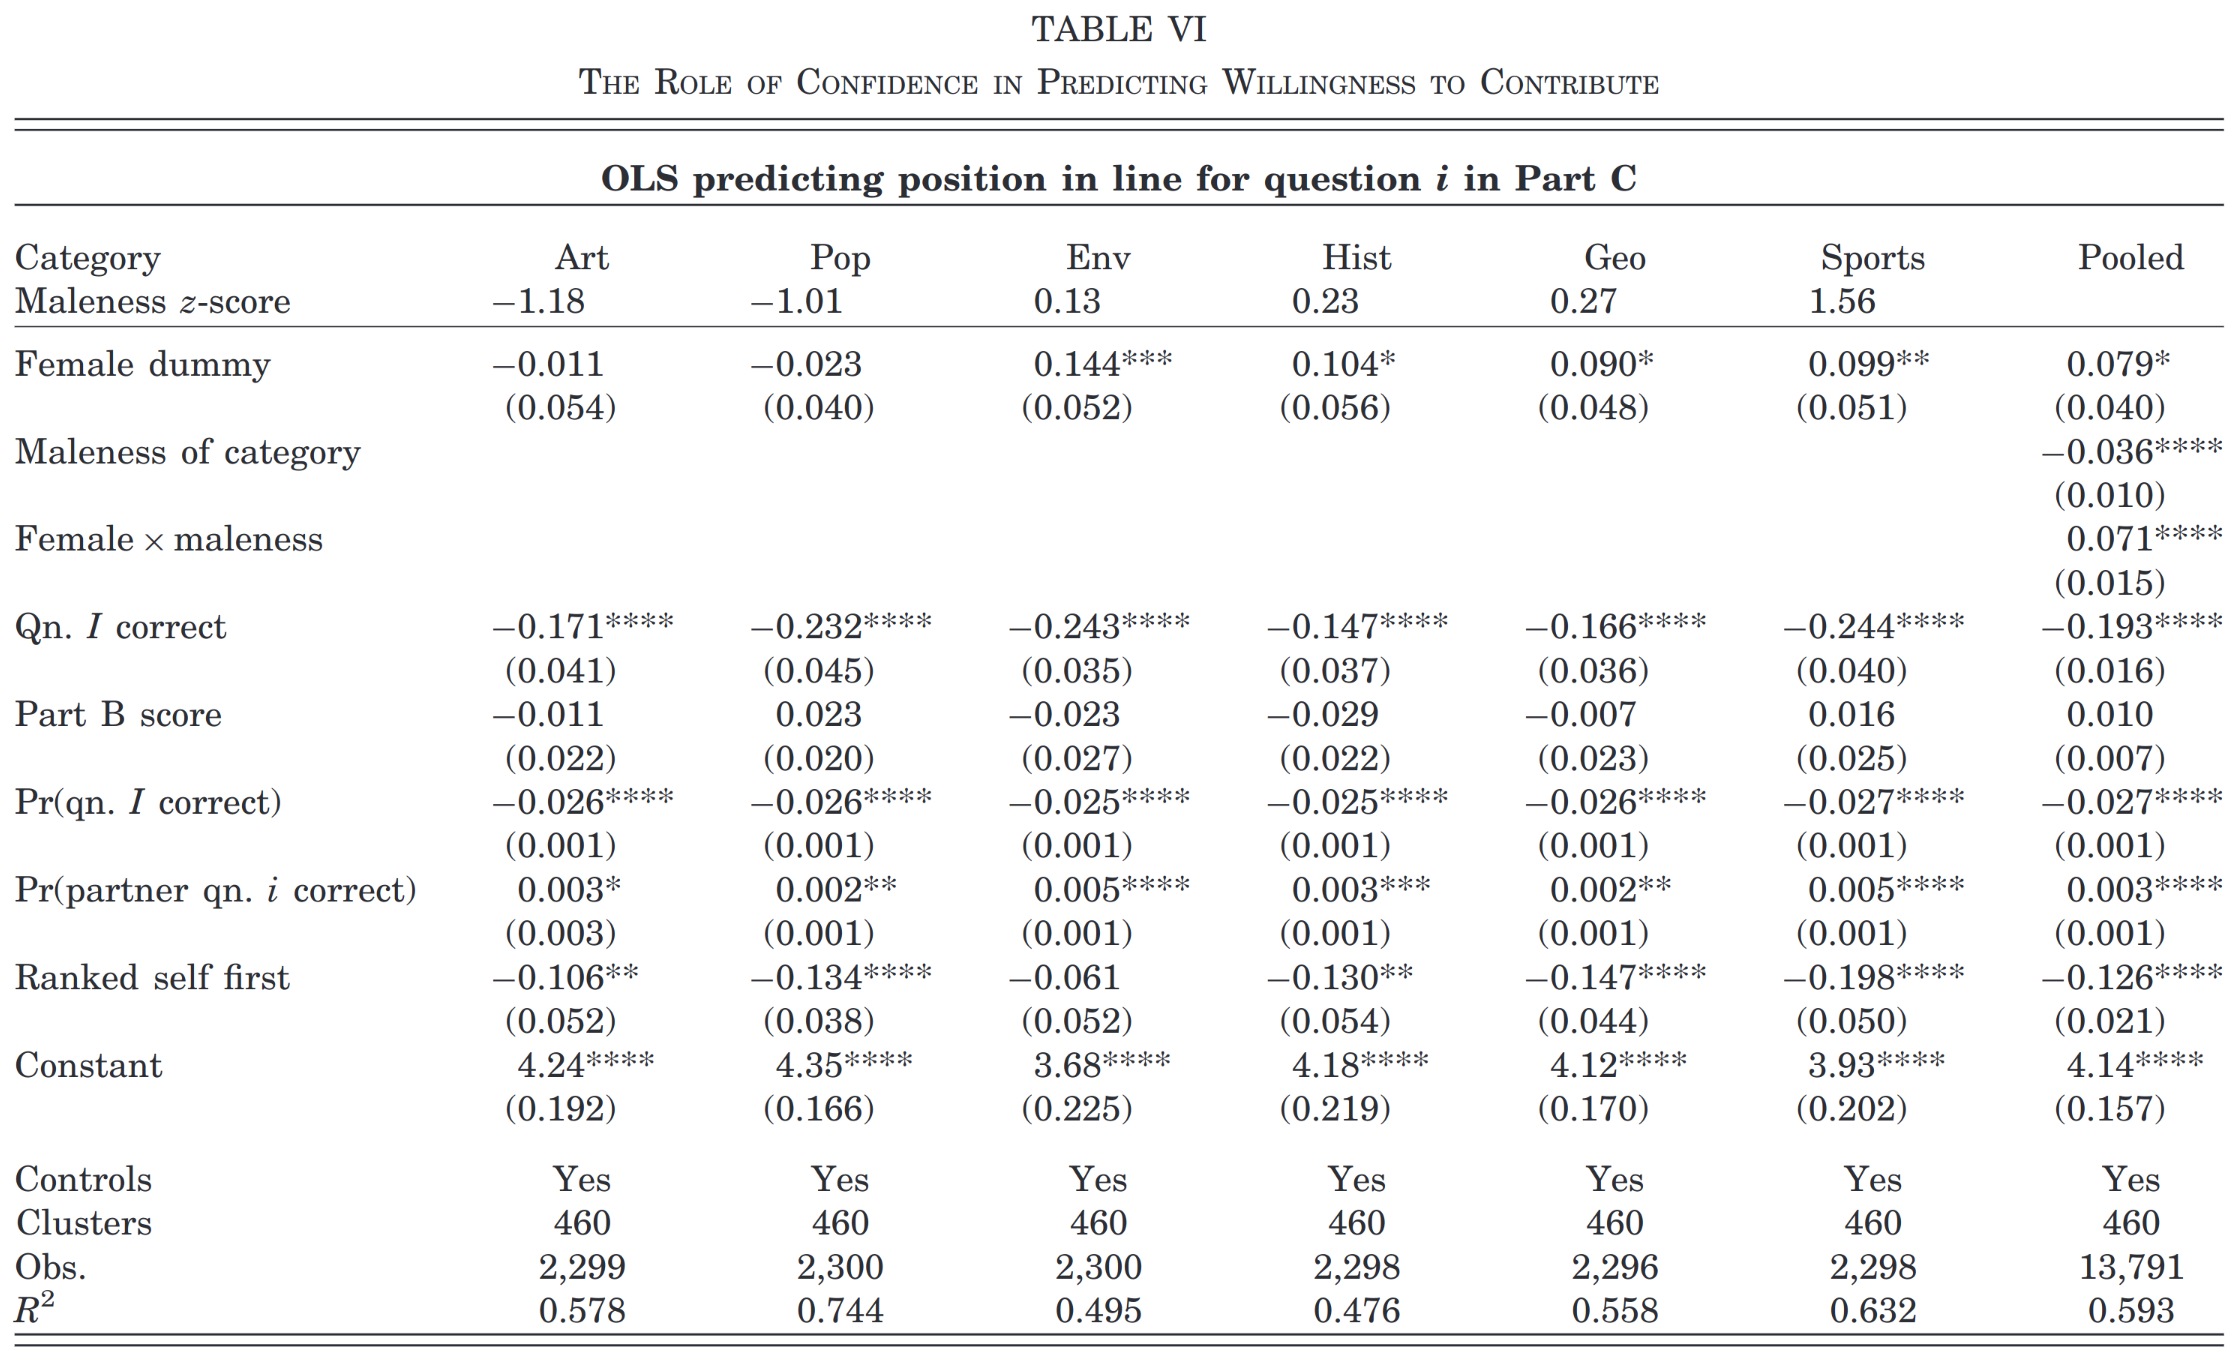 TABLE VI
The Role of Confidence in Predicting Willingness to Contribute
OLS predicting position in line for question i in Part C
Category Art Pop Env Hist Geo Sports Pooled
Maleness z-score −1.18 −1.01 0.13 0.23 0.27 1.56
Female dummy −0.011 −0.023 0.144*** 0.104* 0.090* 0.099** 0.079*
(0.054) (0.040) (0.052) (0.056) (0.048) (0.051) (0.040)
Maleness of category −0.036****
(0.010)
Female × maleness 0.071****
(0.015)
Qn. I correct −0.171**** −0.232**** −0.243**** −0.147**** −0.166**** −0.244**** −0.193****
(0.041) (0.045) (0.035) (0.037) (0.036) (0.040) (0.016)
Part B score −0.011 0.023 −0.023 −0.029 −0.007 0.016 0.010
(0.022) (0.020) (0.027) (0.022) (0.023) (0.025) (0.007)
Pr(qn. I correct) −0.026**** −0.026**** −0.025**** −0.025**** −0.026**** −0.027**** −0.027****
(0.001) (0.001) (0.001) (0.001) (0.001) (0.001) (0.001)
Pr(partner qn. i correct) 0.003* 0.002** 0.005**** 0.003*** 0.002** 0.005**** 0.003****
(0.003) (0.001) (0.001) (0.001) (0.001) (0.001) (0.001)
Ranked self first −0.106** −0.134**** −0.061 −0.130** −0.147**** −0.198**** −0.126****
(0.052) (0.038) (0.052) (0.054) (0.044) (0.050) (0.021)
Constant 4.24**** 4.35**** 3.68**** 4.18**** 4.12**** 3.93**** 4.14****
(0.192) (0.166) (0.225) (0.219) (0.170) (0.202) (0.157)
Controls Yes Yes Yes Yes Yes Yes Yes
Clusters 460 460 460 460 460 460 460
Obs. 2,299 2,300 2,300 2,298 2,296 2,298 13,791
R² 0.578 0.744 0.495 0.476 0.558 0.632 0.593